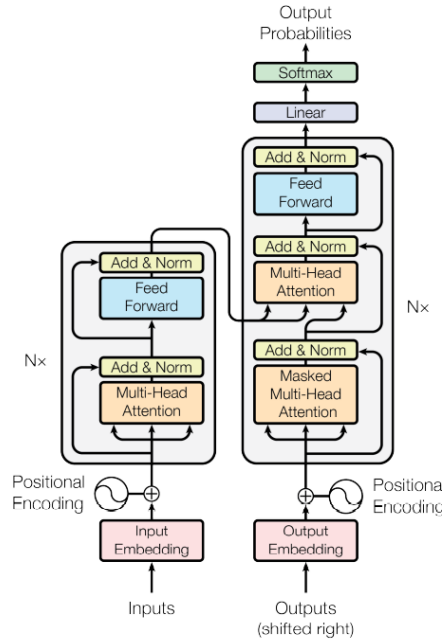 Output
Probabilities
Softmax
Linear
Add & Norm
Feed
Forward
Add & Norm
Multi-Head
Attention
Nx
Add & Norm
Masked
Multi-Head
Attention
Positional
Encoding
Output
Embedding
Outputs
(shifted right)
Add & Norm
Feed
Forward
Nx
Add & Norm
Multi-Head
Attention
Positional
Encoding
Input
Embedding
Inputs